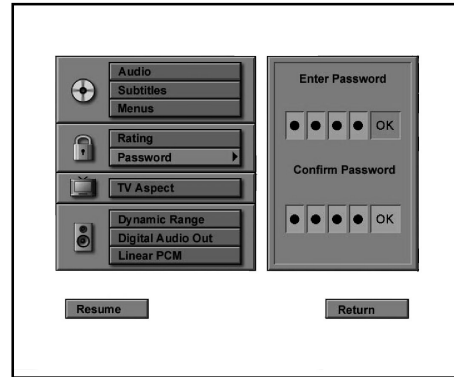 Audio
Subtitles
Menus
Rating
Password
TV Aspect
Dynamic Range
Digital Audio Out
Linear PCM
Enter Password
OK
Confirm Password
OK
Resume
Return